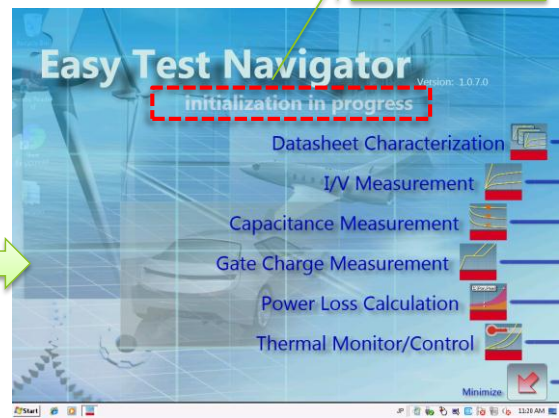 Easy Test Navigator
Version: 1.0.7.0
initialization in progress
Datasheet Characterization
I/V Measurement
Capacitance Measurement
Gate Charge Measurement
Power Loss Calculation
Thermal Monitor/Control
Minimize
Start
JP
11:20 AM